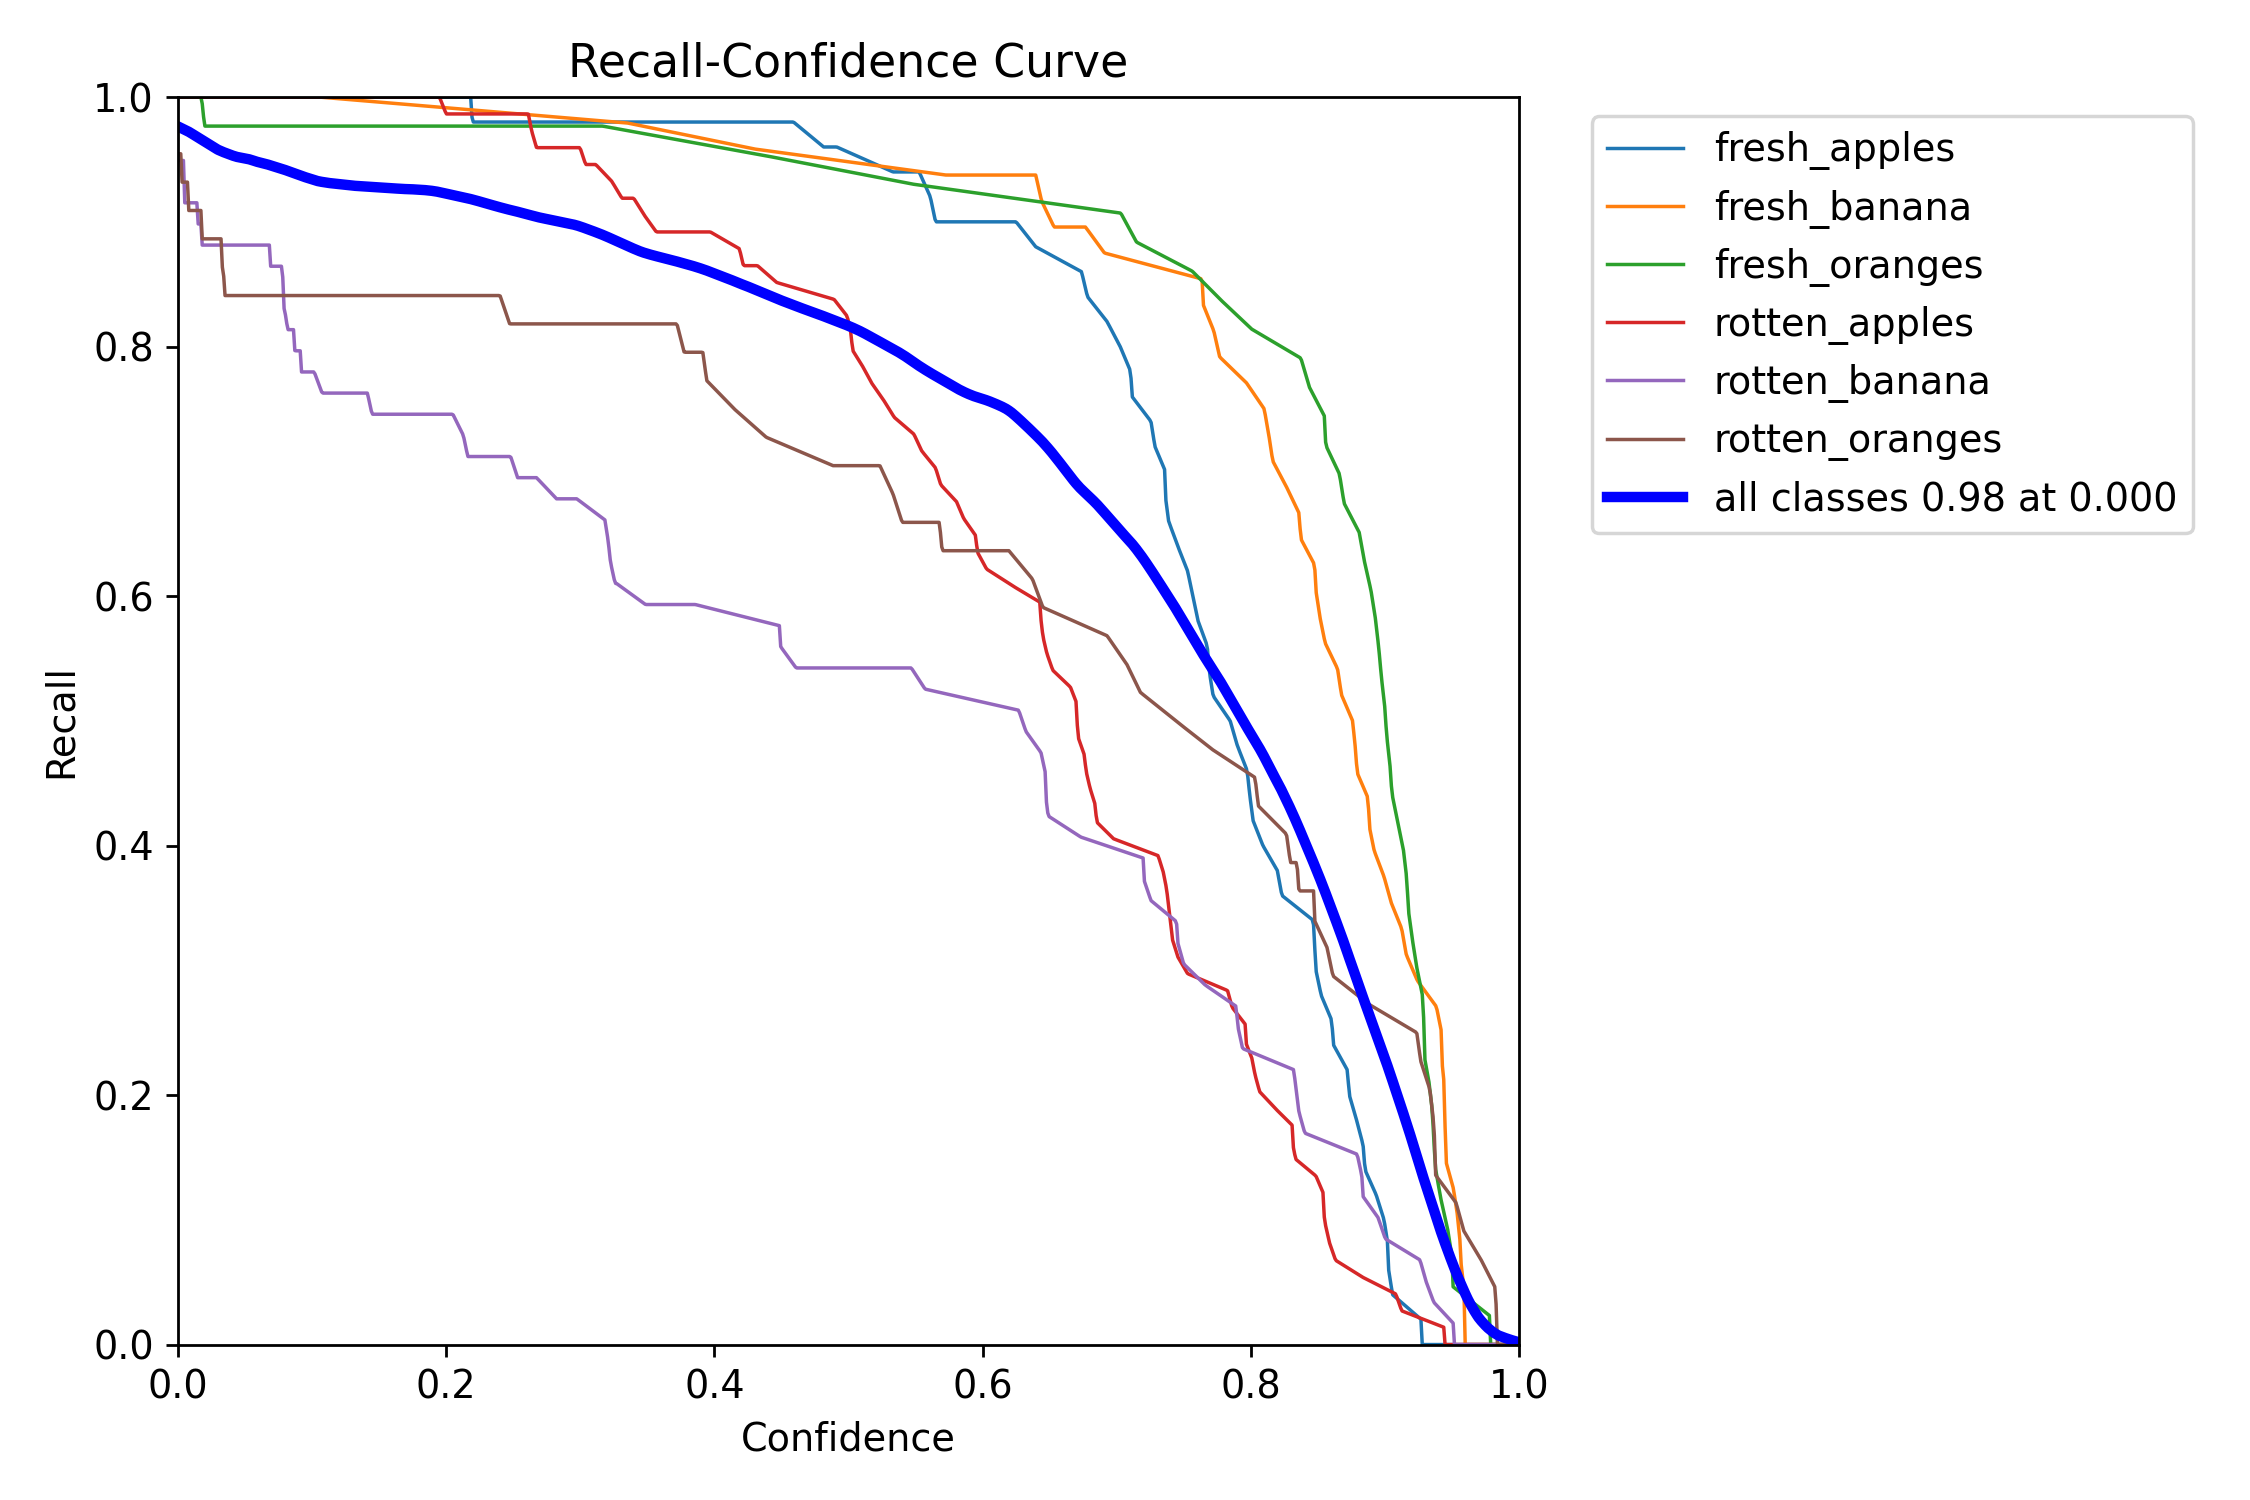 Recall-Confidence Curve
1.0
0.8
0.6
0.4
0.2
0.0
Recall
0.0 0.2 0.4 0.6 0.8 1.0
Confidence
fresh_apples
fresh_banana
fresh_oranges
rotten_apples
rotten_banana
rotten_oranges
all classes 0.98 at 0.000